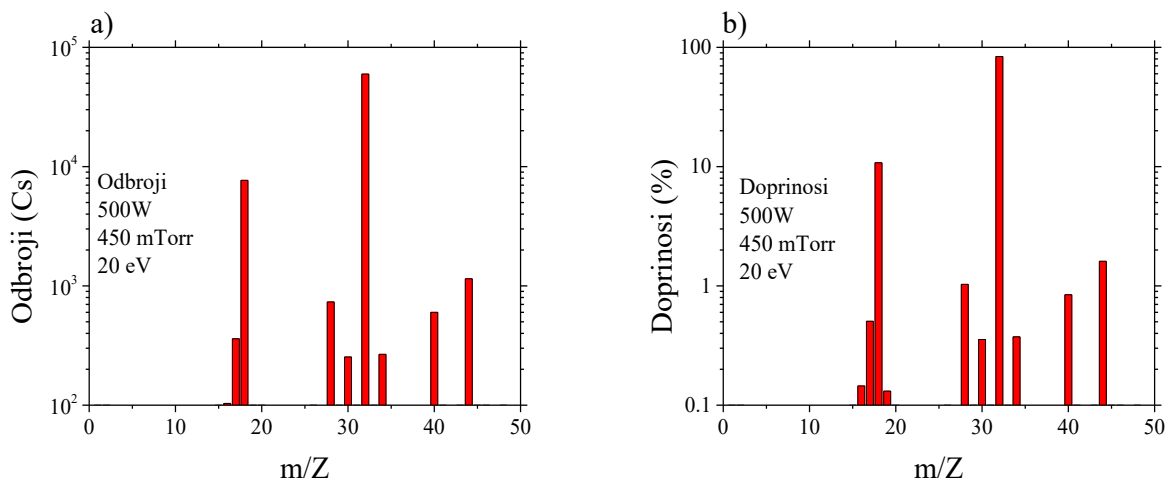 a)
10^5
10^4
10^3
10^2
Odbroji (Cs)
Odbroji
500W
450 mTorr
20 eV
0 10 20 30 40 50
m/Z
b)
100
10
1
0.1
Doprinosi (%)
Doprinosi
500W
450 mTorr
20 eV
0 10 20 30 40 50
m/Z